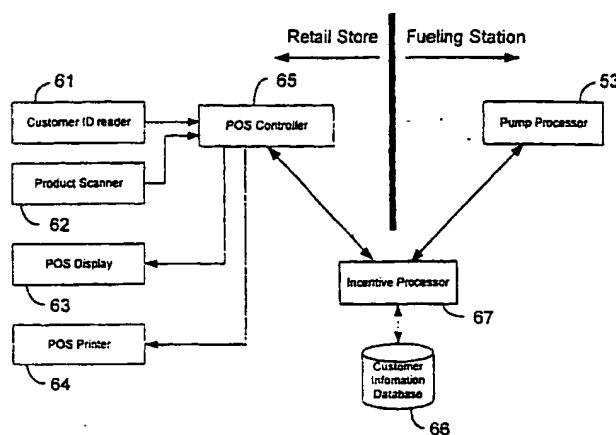 Retail Store
Fueling Station
61
65
53
Customer ID reader
POS Controller
Pump Processor
Product Scanner
62
POS Display
63
Incentive Processor
67
POS Printer
64
Customer
Infomation
Database
66